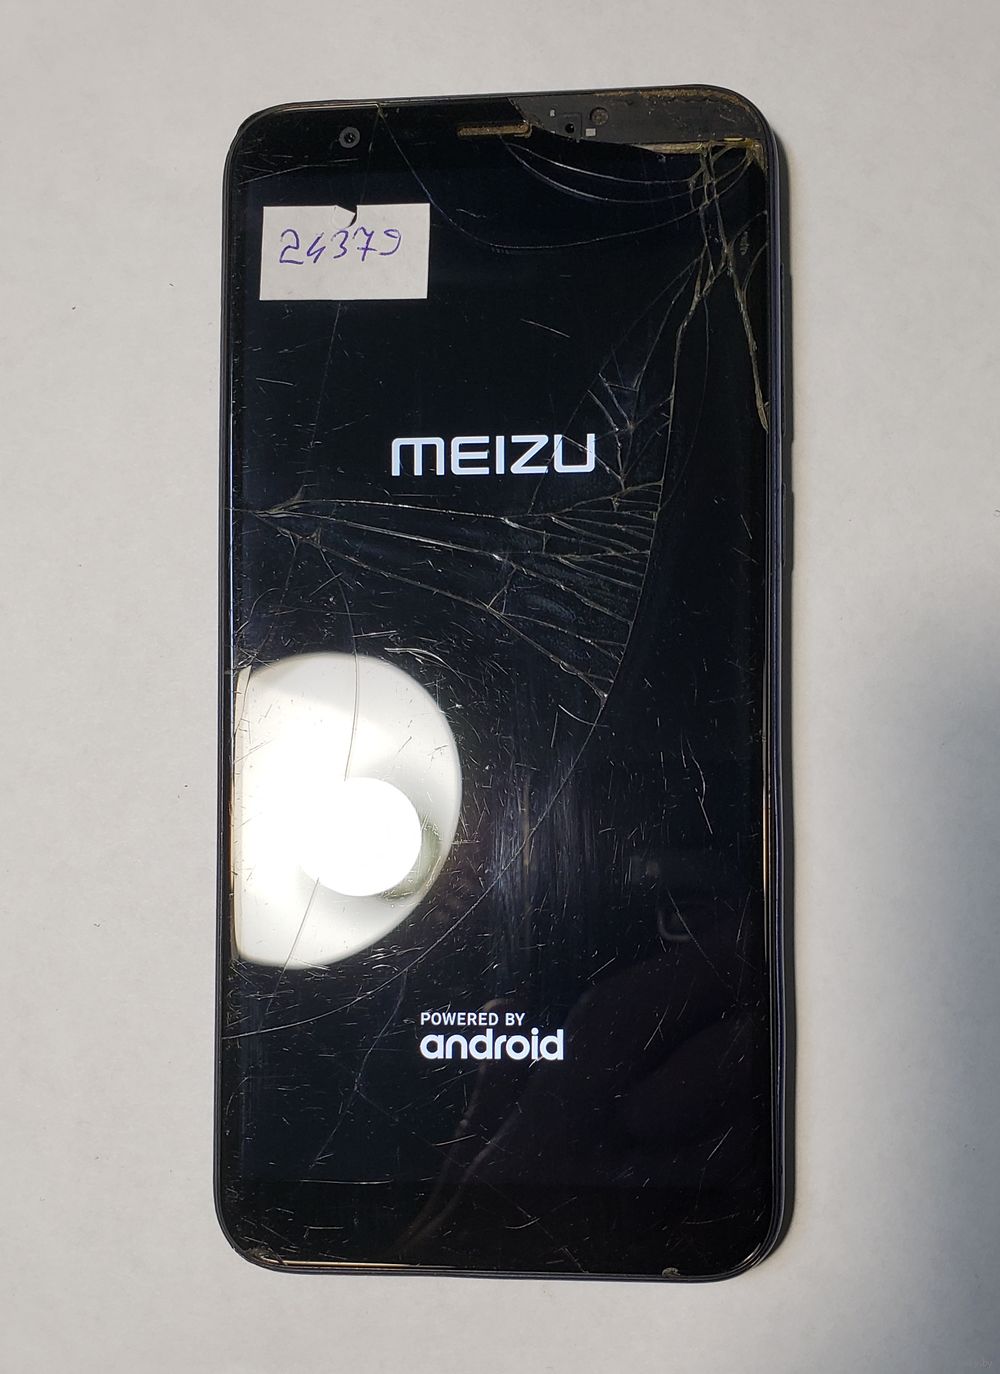 24379
MEIZU
POWERED BY
android